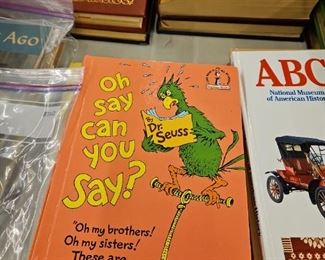 AGO
Oh
say
can
you
say?
BY
Dr.
Seuss
"Oh my brothers!
Oh my sisters!
These are
ABC
National Museum
of American History